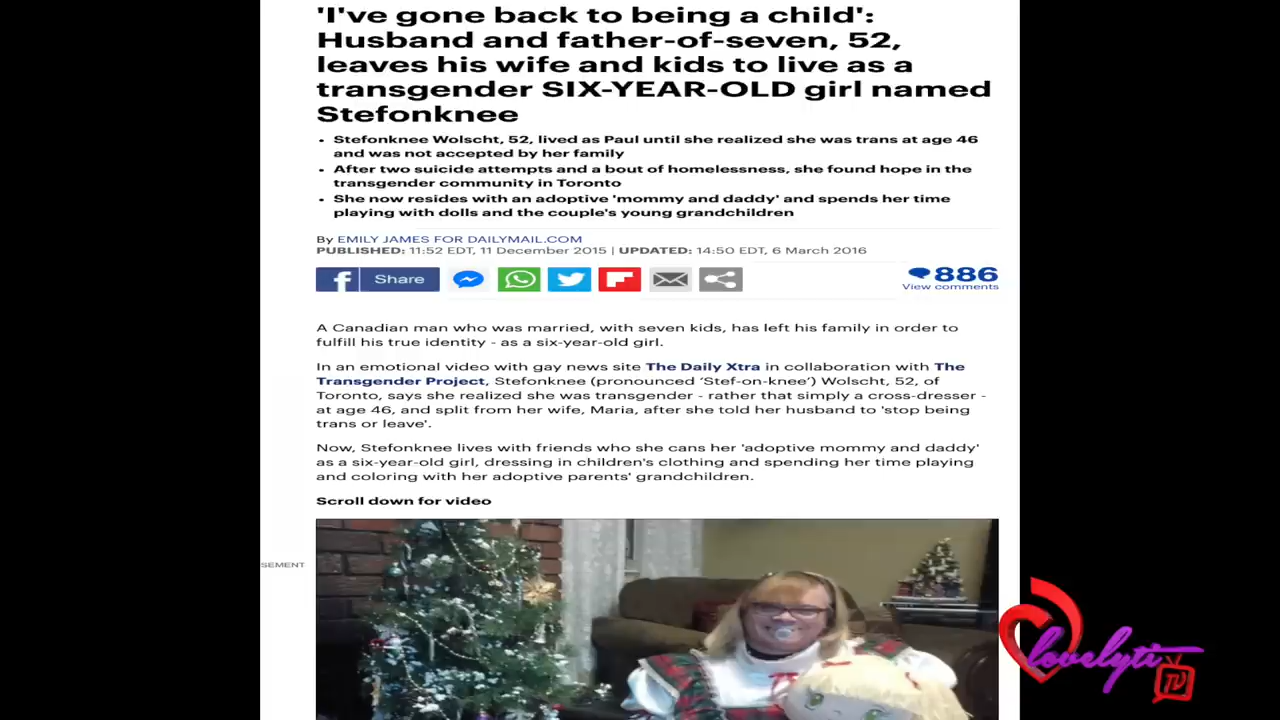 'I've gone back to being a child':
Husband and father-of-seven, 52,
leaves his wife and kids to live as a
transgender SIX-YEAR-OLD girl named
Stefonknee
• Stefonknee Wolscht, 52, lived as Paul until she realized she was trans at age 46
and was not accepted by her family
• After two suicide attempts and a bout of homelessness, she found hope in the
transgender community in Toronto
• She now resides with an adoptive 'mommy and daddy' and spends her time
playing with dolls and the couple's young grandchildren
By EMILY JAMES FOR DAILYMAIL.COM
PUBLISHED: 11:52 EDT, 11 December 2015 | UPDATED: 14:50 EDT, 6 March 2016
f Share
886
View comments
A Canadian man who was married, with seven kids, has left his family in order to
fulfill his true identity - as a six-year-old girl.
In an emotional video with gay news site The Daily Xtra in collaboration with The
Transgender Project, Stefonknee (pronounced 'Stef-on-knee') Wolscht, 52, of
Toronto, says she realized she was transgender - rather that simply a cross-dresser -
at age 46, and split from her wife, Maria, after she told her husband to 'stop being
trans or leave'.
Now, Stefonknee lives with friends who she cans her 'adoptive mommy and daddy'
as a six-year-old girl, dressing in children's clothing and spending her time playing
and coloring with her adoptive parents' grandchildren.
Scroll down for video
SEMENT
lovelyti
TV